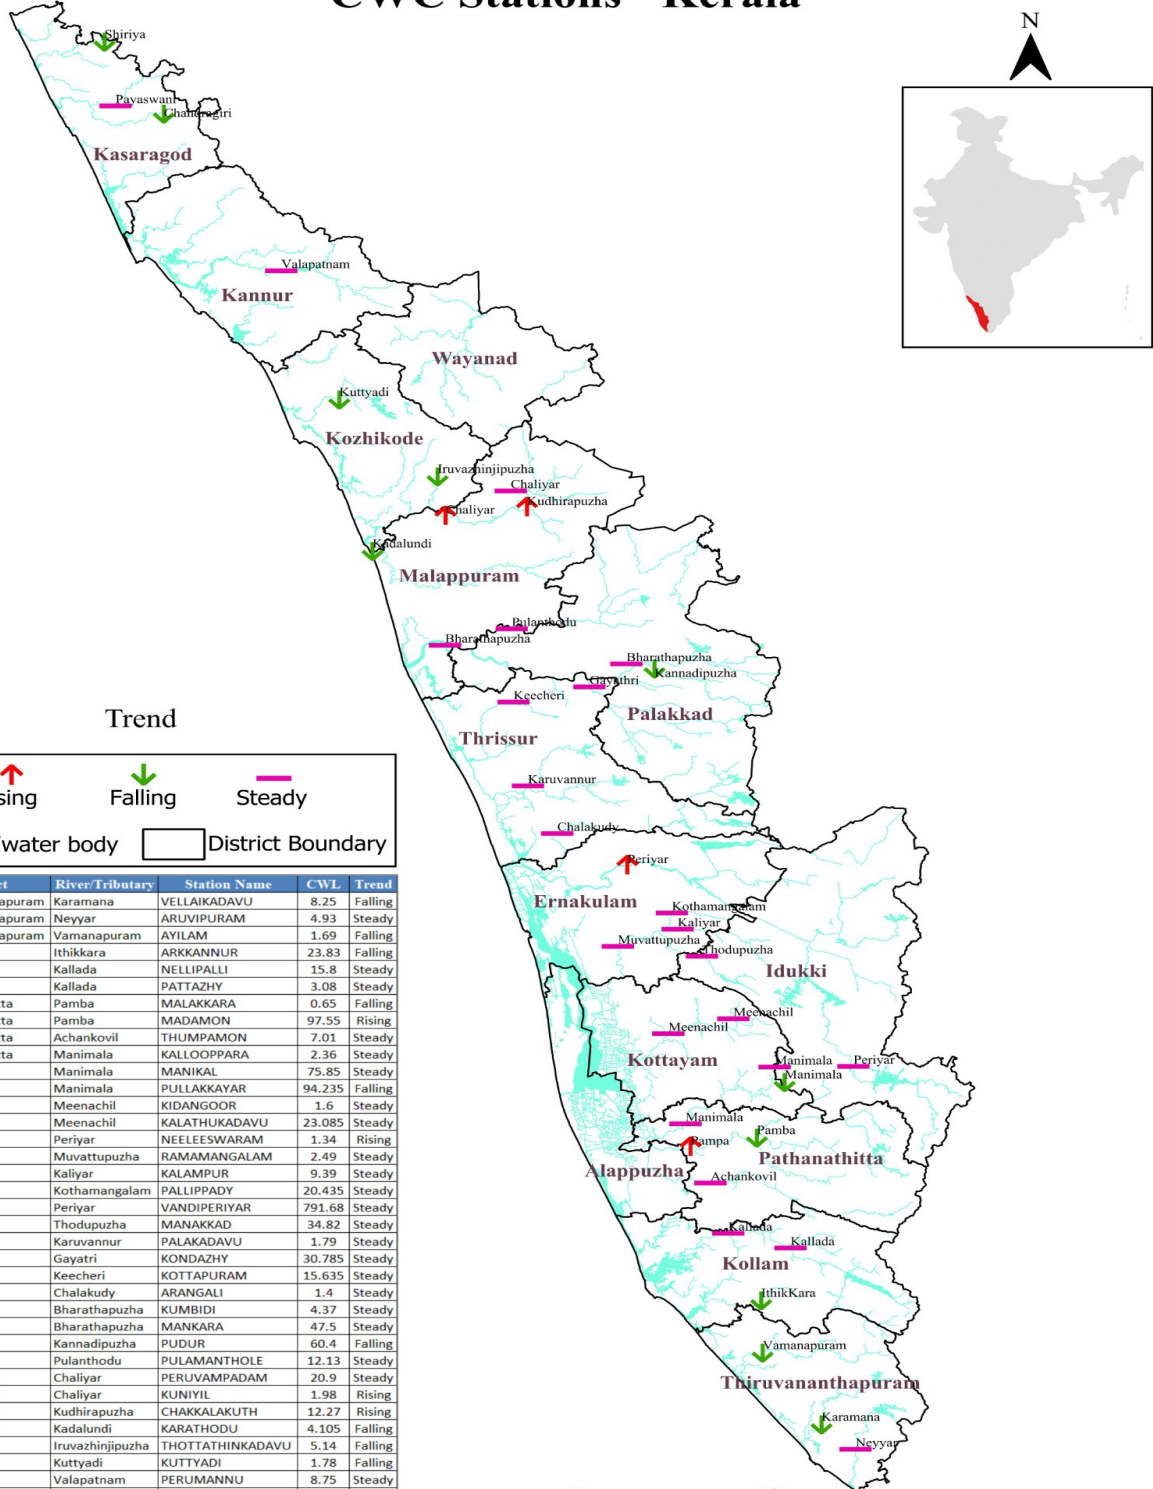 CWC Stations - Kerala
N
Shiriya
Payaswani
Chandragiri
Kasaragod
Valapatnam
Kannur
Wayanad
Kuttyadi
Kozhikode
Iruvazhinjipuzha
Chaliyar
Kudhirapuzha
Chaliyar
Kadalundi
Malappuram
Pulanthodu
Bharathapuzha
Bharathapuzha
Kannadipuzha
Gayathri
Keecheri
Palakkad
Thrissur
Karuvannur
Chalakudy
Periyar
Ernakulam
Kothamangalam
Kaliyar
Muvattupuzha
Thodupuzha
Idukki
Meenachil
Meenachil
Kottayam
Manimala
Periyar
Manimala
Manimala
Pamba
Pampa
Pathanathitta
Alappuzha
Achankovil
Kallada
Kallada
Kollam
IthikKara
Vamanapuram
Thiruvananthapuram
Karamana
Neyyar
Trend
sing Falling Steady
/water body District Boundary
ct River/Tributary Station Name CWL Trend
apuram Karamana VELLAIKADAVU 8.25 Falling
apuram Neyyar ARUVIPURAM 4.93 Steady
apuram Vamanapuram AYILAM 1.69 Falling
Ithikkara ARKKANNUR 23.83 Falling
Kallada NELLIPALLI 15.8 Steady
Kallada PATTAZHY 3.08 Steady
ta Pamba MALAKKARA 0.65 Falling
ta Pamba MADAMON 97.55 Rising
ta Achankovil THUMPAMON 7.01 Steady
ta Manimala KALLOOPPARA 2.36 Steady
Manimala MANIKAL 75.85 Steady
Manimala PULLAKKAYAR 94.235 Falling
Meenachil KIDANGOOR 1.6 Steady
Meenachil KALATHUKADAVU 23.085 Steady
Periyar NEELEESWARAM 1.34 Rising
Muvattupuzha RAMAMANGALAM 2.49 Steady
Kaliyar KALAMPUR 9.39 Steady
Kothamangalam PALLIPPADY 20.435 Steady
Periyar VANDIPERIYAR 791.68 Steady
Thodupuzha MANAKKAD 34.82 Steady
Karuvannur PALAKADAVU 1.79 Steady
Gayatri KONDAZHY 30.785 Steady
Keecheri KOTTAPURAM 15.635 Steady
Chalakudy ARANGALI 1.4 Steady
Bharathapuzha KUMBIDI 4.37 Steady
Bharathapuzha MANKARA 47.5 Steady
Kannadipuzha PUDUR 60.4 Falling
Pulanthodu PULAMANTHOLE 12.13 Steady
Chaliyar PERUVAMPADAM 20.9 Steady
Chaliyar KUNIYIL 1.98 Rising
Kudhirapuzha CHAKKALAKUTH 12.27 Rising
Kadalundi KARATHODU 4.105 Falling
Iruvazhinjipuzha THOTTATHINKADAVU 5.14 Falling
Kuttyadi KUTTYADI 1.78 Falling
Valapatnam PERUMANNU 8.75 Steady